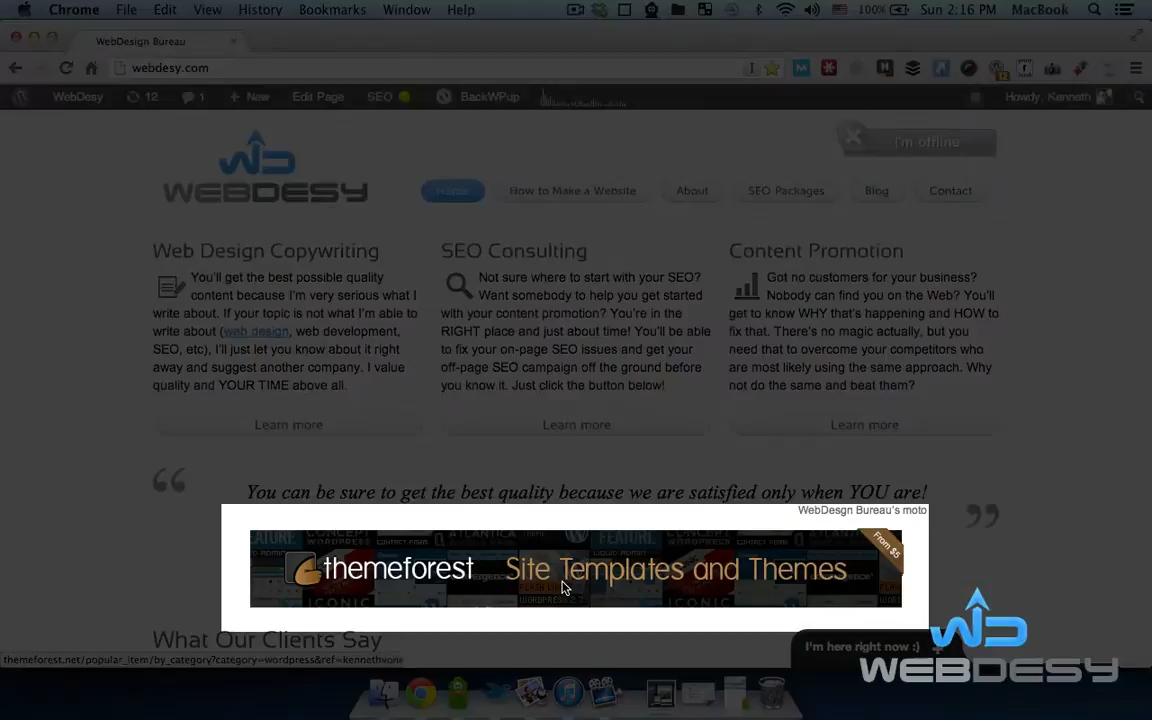 Chrome File Edit View History Bookmarks Window Help 100% Sun 2:16 PM MacBook
WebDesign Bureau
webdesy.com
WebDesy 12 1 + New Edit Page SEO BackWPup Howdy, Kenneth
I'm offline
WEBDESY
Home How to Make a Website About SEO Packages Blog Contact
Web Design Copywriting
You'll get the best possible quality
content because I'm very serious what I
write about. If your topic is not what I'm able to
write about (web design, web development,
SEO, etc), I'll just let you know about it right
away and suggest another company. I value
quality and YOUR TIME above all.
Learn more
SEO Consulting
Not sure where to start with your SEO?
Want somebody to help you get started
with your content promotion? You're in the
RIGHT place and just about time! You'll be able
to fix your on-page SEO issues and get your
off-page SEO campaign off the ground before
you know it. Just click the button below!
Learn more
Content Promotion
Got no customers for your business?
Nobody can find you on the Web? You'll
get to know WHY that's happening and HOW to
fix that. There's no magic actually, but you
need that to overcome your competitors who
are most likely using the same approach. Why
not do the same and beat them?
Learn more
“ You can be sure to get the best quality because we are satisfied only when YOU are! ”
WebDesgn Bureau's moto
themeforest Site Templates and Themes From $5
What Our Clients Say
I'm here right now :)
themeforest.net/popular_item/by_category?category=wordpress&ref=kennethvone
WEBDESY